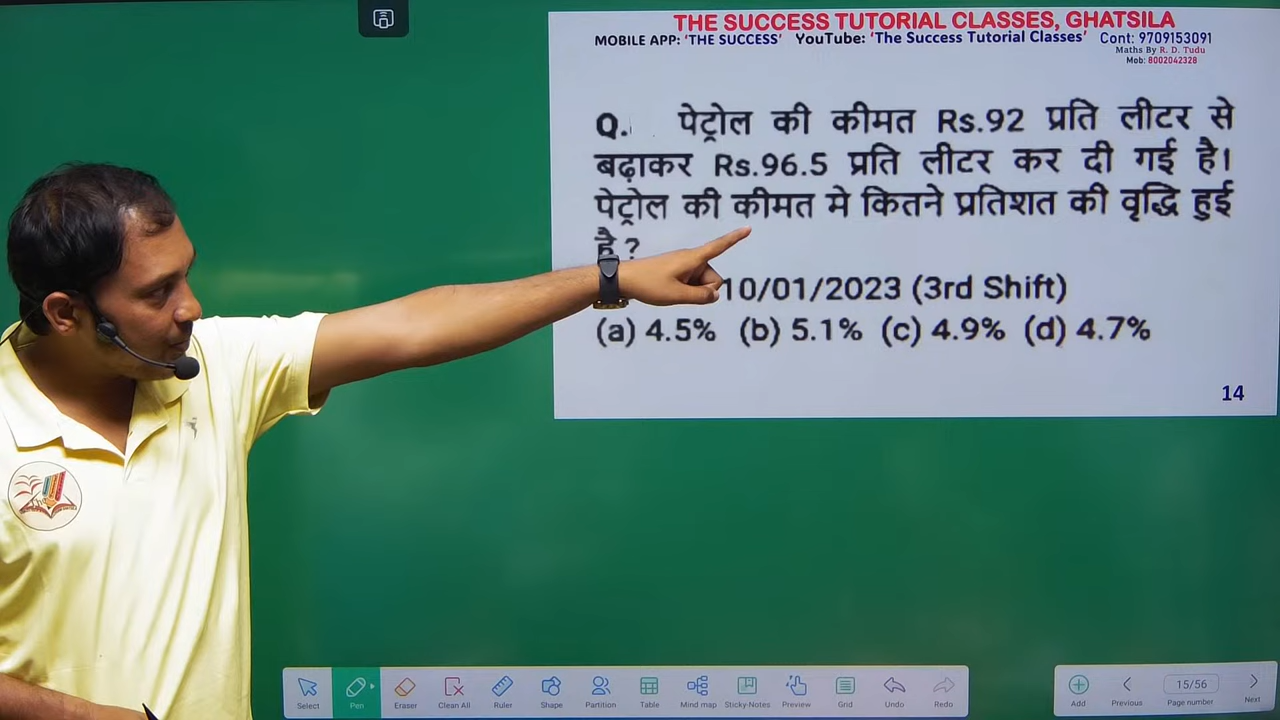 THE SUCCESS TUTORIAL CLASSES, GHATSILA
MOBILE APP: 'THE SUCCESS' YouTube: 'The Success Tutorial Classes' Cont: 9709153091
Maths By R. D. Tudu
Mob: 8002042328
Q. पेट्रोल की कीमत Rs.92 प्रति लीटर से
बढ़ाकर Rs.96.5 प्रति लीटर कर दी गई है।
पेट्रोल की कीमत मे कितने प्रतिशत की वृद्धि हुई
है ?
10/01/2023 (3rd Shift)
(a) 4.5% (b) 5.1% (c) 4.9% (d) 4.7%
14
Select Pen Eraser Clean All Ruler Shape Partition Table Mind map Sticky-Notes Preview Grid Undo Redo
Add Previous 15/56 Page number Next